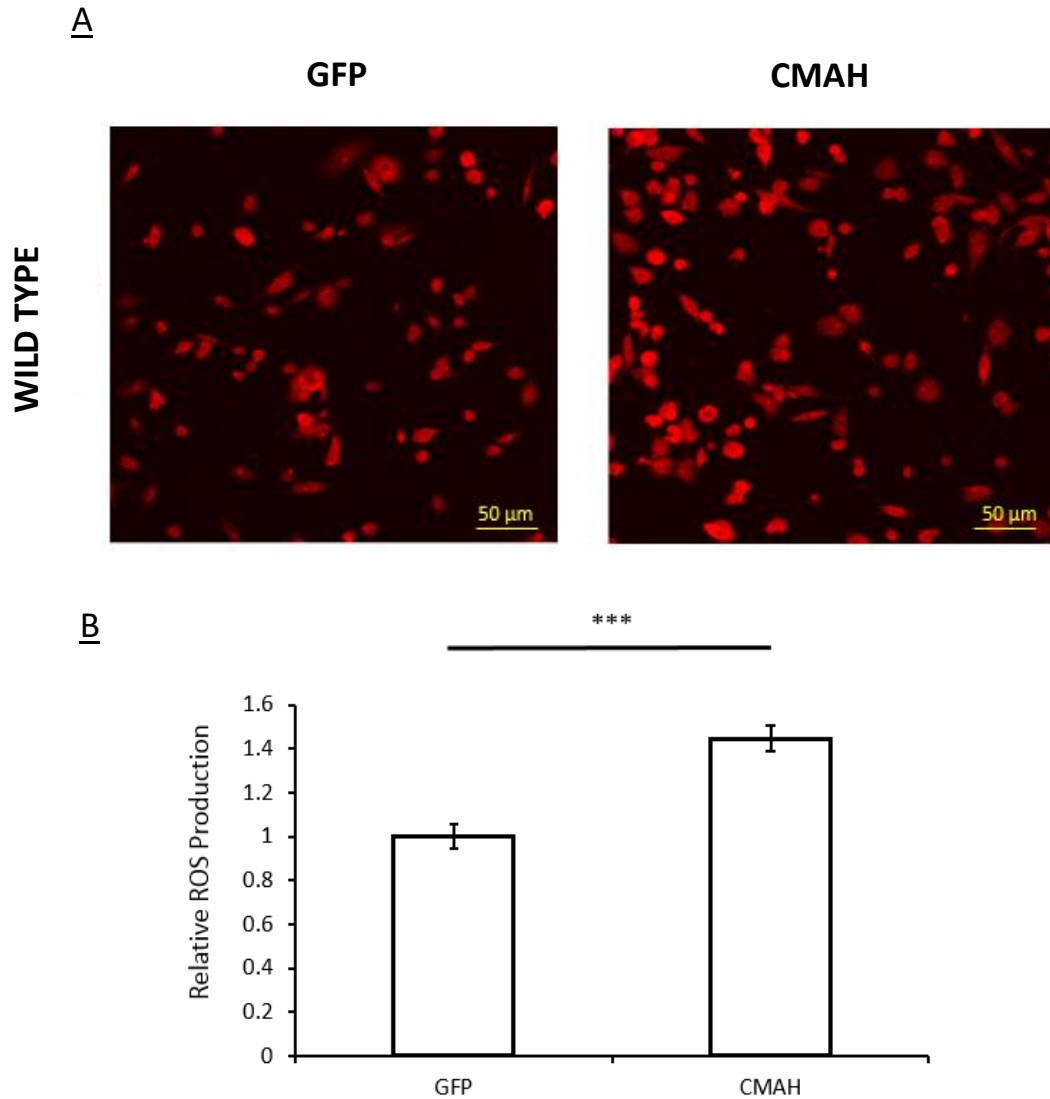 A
GFP
CMAH
WILD TYPE
50 µm
50 µm
B
***
Relative ROS Production
1.6
1.4
1.2
1
0.8
0.6
0.4
0.2
0
GFP
CMAH